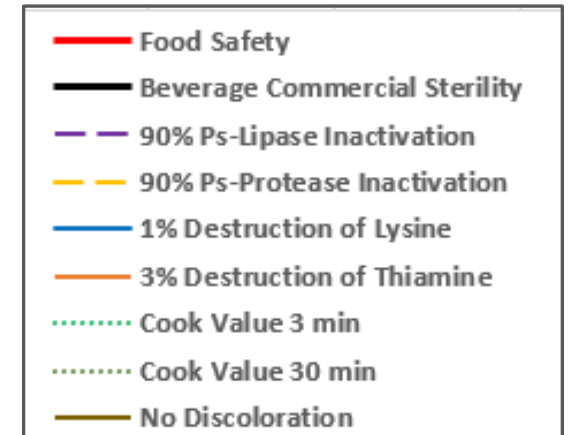 Food Safety
Beverage Commercial Sterility
90% Ps-Lipase Inactivation
90% Ps-Protease Inactivation
1% Destruction of Lysine
3% Destruction of Thiamine
Cook Value 3 min
Cook Value 30 min
No Discoloration